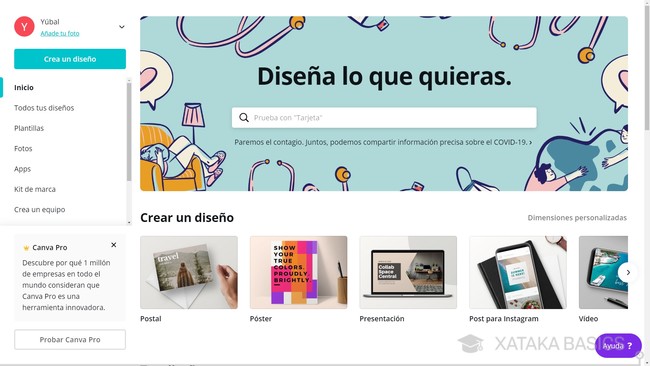 Y
Yúbal
Añade tu foto
Crea un diseño
Inicio
Todos tus diseños
Plantillas
Fotos
Apps
Kit de marca
Crea un equipo
Canva Pro
Descubre por qué 1 millón
de empresas en todo el
mundo consideran que
Canva Pro es una
herramienta innovadora.
Probar Canva Pro
Diseña lo que quieras.
Prueba con "Tarjeta"
Paremos el contagio. Juntos, podemos compartir información precisa sobre el COVID-19. ›
Crear un diseño
Dimensiones personalizadas
travel
SHOW
YOUR
TRUE
COLORS.
PROUDLY.
BRIGHTLY.
Collab
Space
Central
Postal
Póster
Presentación
Post para Instagram
Vídeo
XATAKA BASICS
Ayuda ?